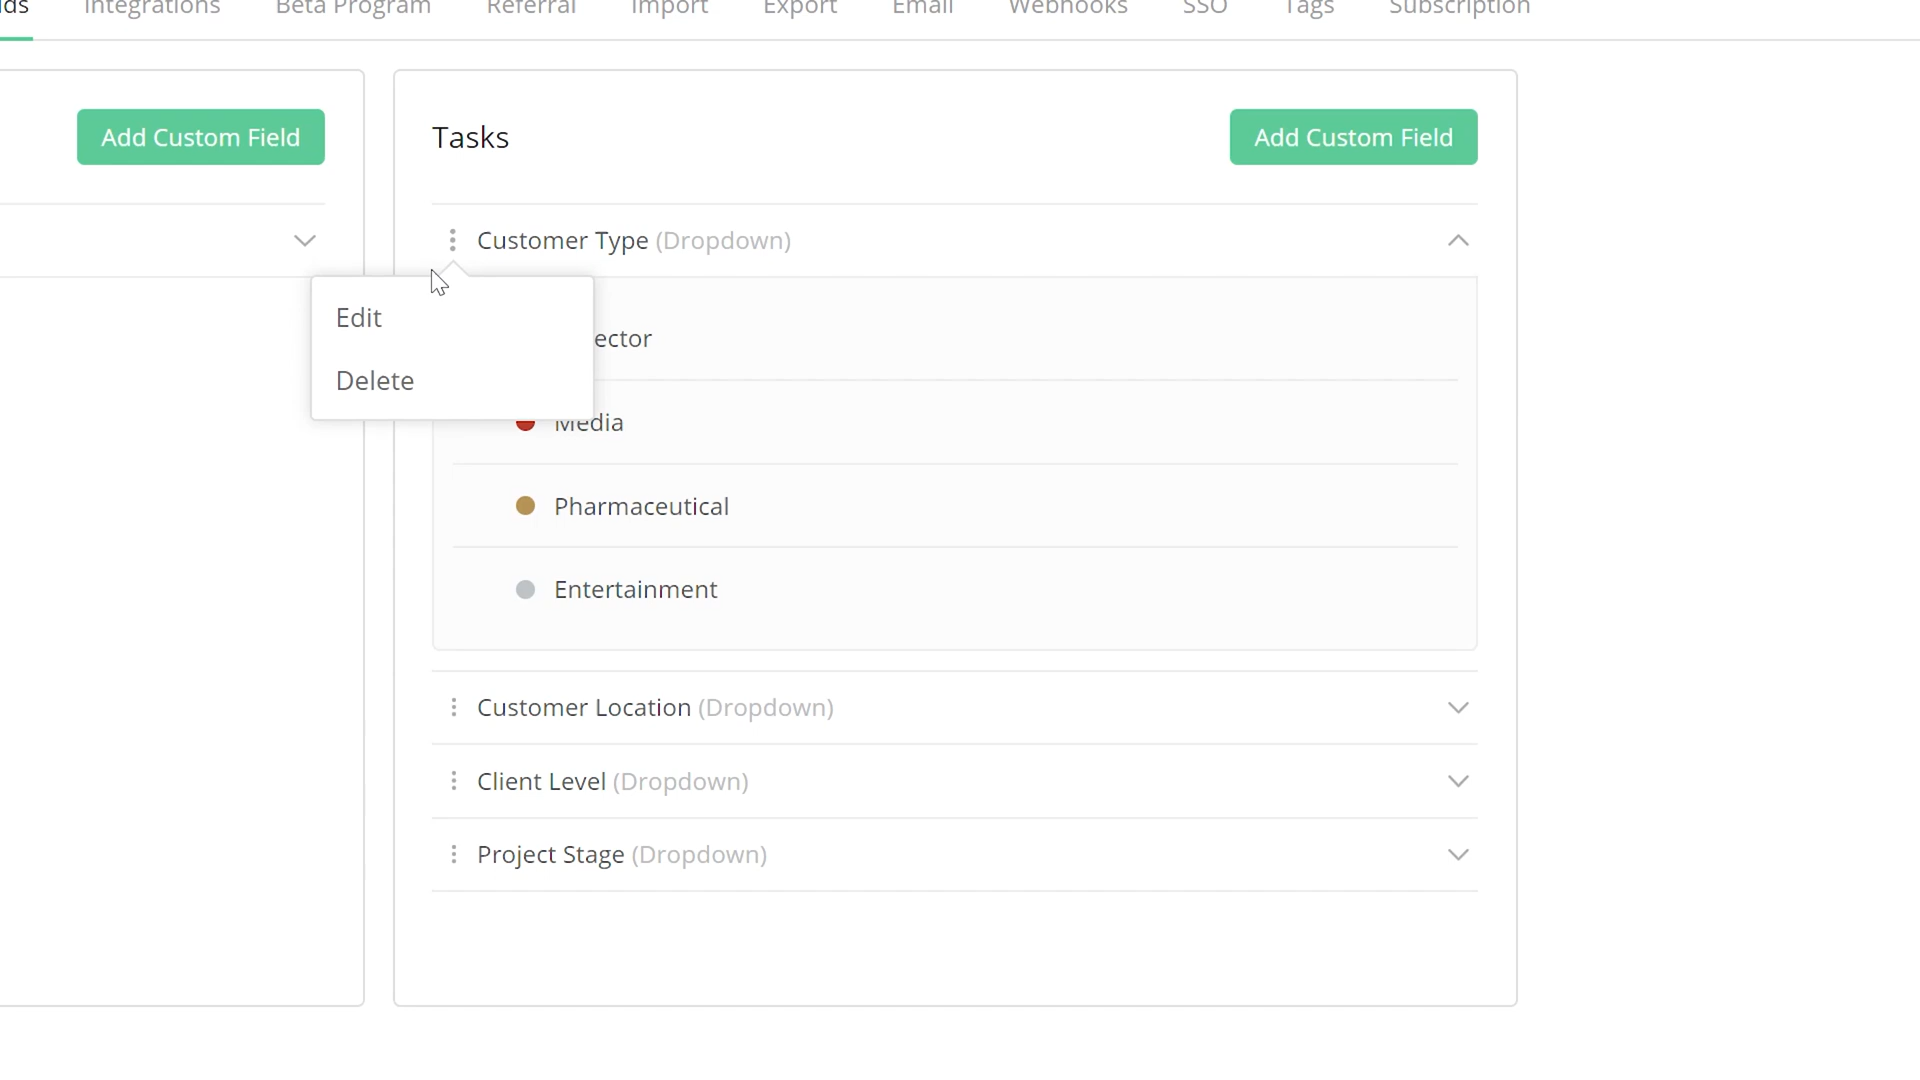 Integrations Beta Program Referral Import Export Email Webhooks SSO Tags Subscription
Add Custom Field
Tasks
Add Custom Field
Customer Type (Dropdown)
Edit
Delete
ector
Media
Pharmaceutical
Entertainment
Customer Location (Dropdown)
Client Level (Dropdown)
Project Stage (Dropdown)